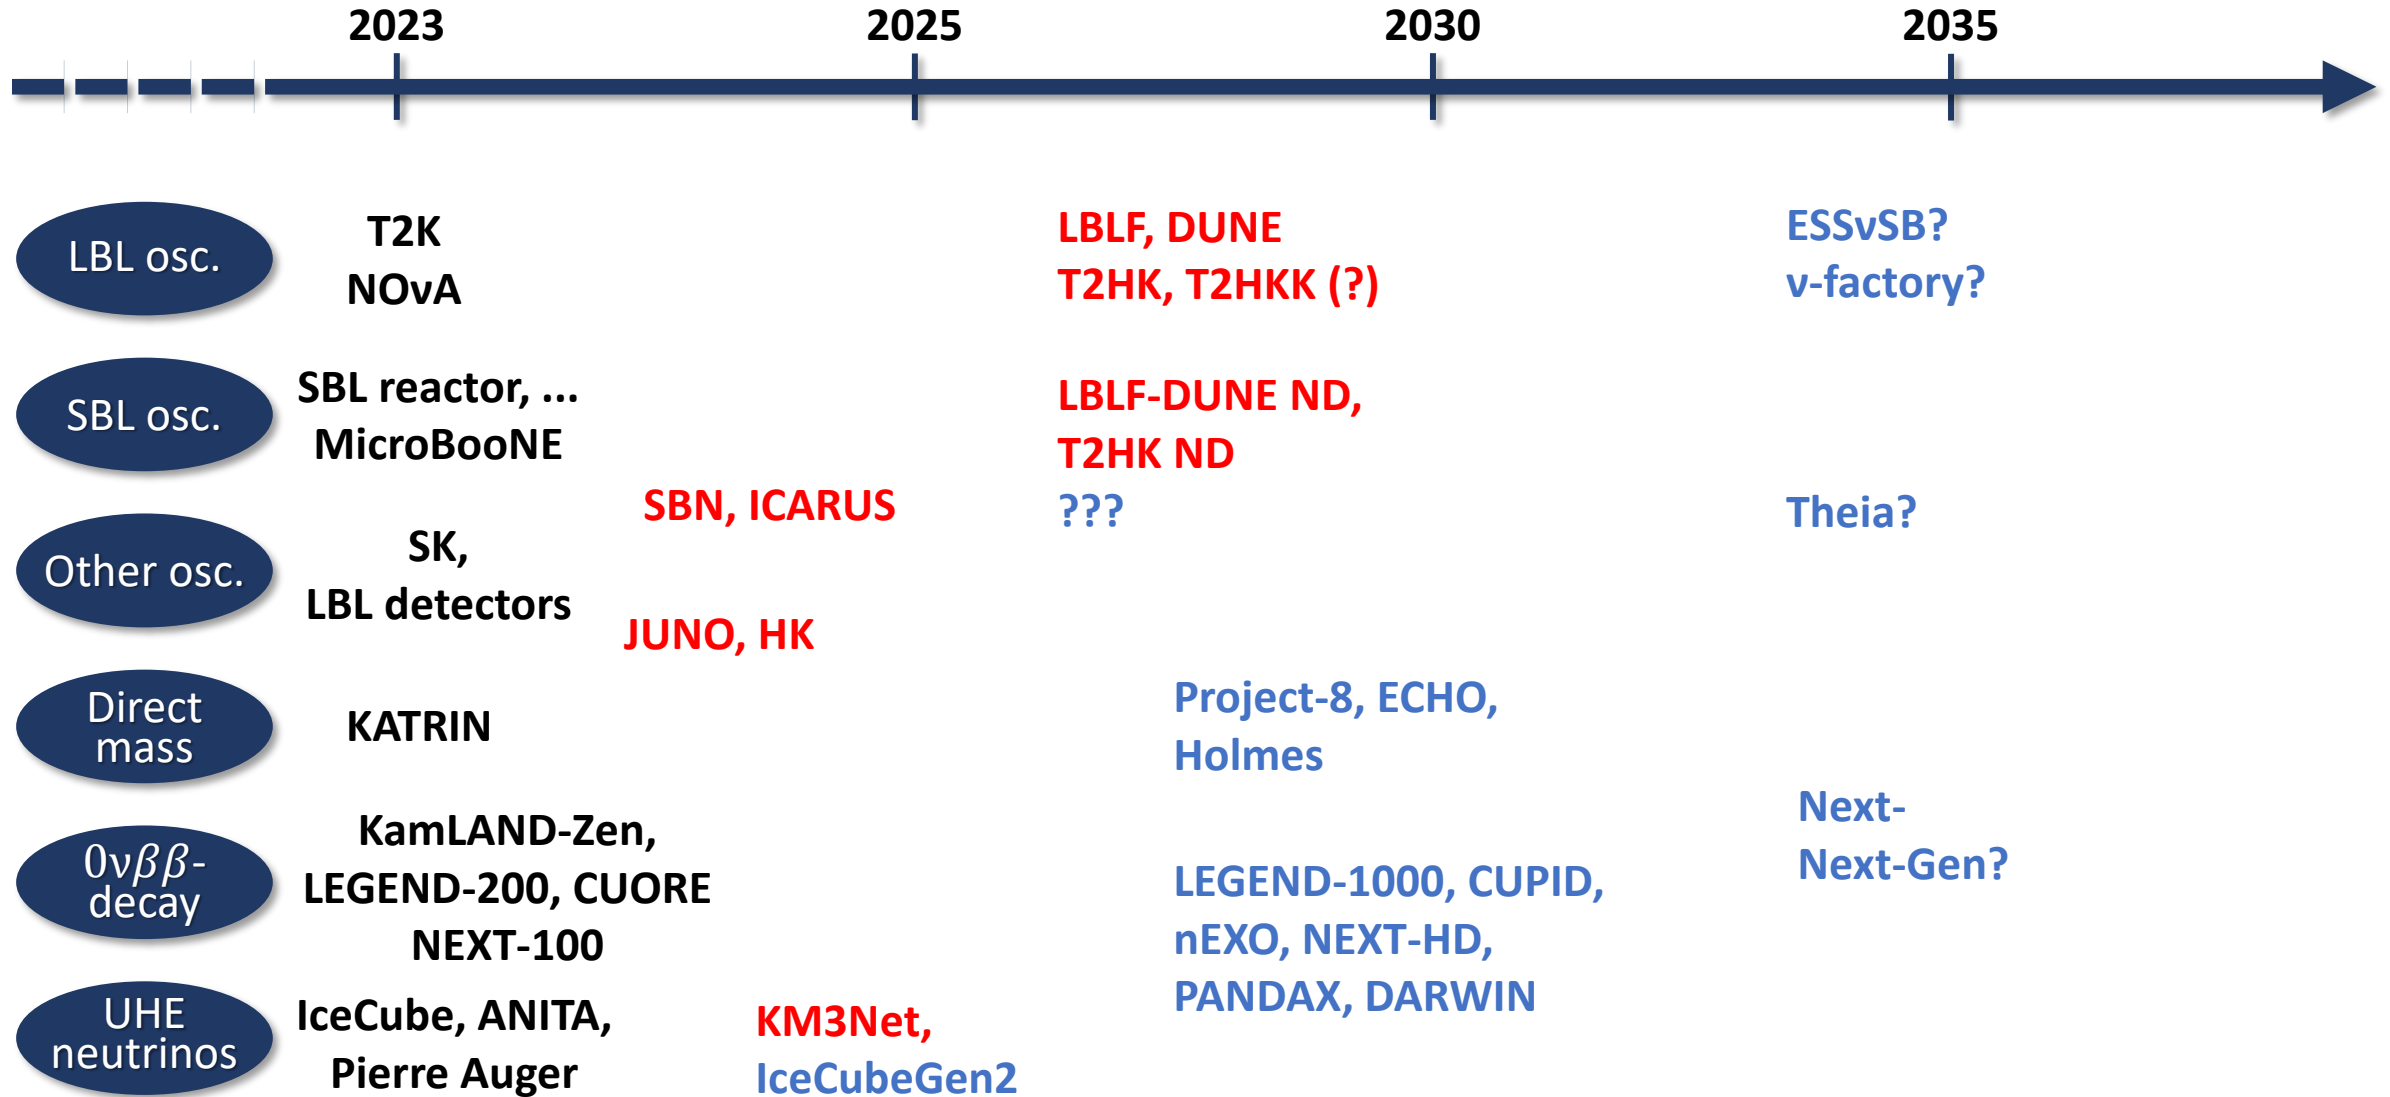 2023
2025
2030
2035
LBL osc.
T2K
NOνA
LBLF, DUNE
T2HK, T2HKK (?)
ESSνSB?
ν-factory?
SBL osc.
SBL reactor, ...
MicroBooNE
SBN, ICARUS
LBLF-DUNE ND,
T2HK ND
???
Theia?
Other osc.
SK,
LBL detectors
JUNO, HK
Direct
mass
KATRIN
Project-8, ECHO,
Holmes
0νββ-
decay
KamLAND-Zen,
LEGEND-200, CUORE
NEXT-100
LEGEND-1000, CUPID,
nEXO, NEXT-HD,
PANDAX, DARWIN
Next-
Next-Gen?
UHE
neutrinos
IceCube, ANITA,
Pierre Auger
KM3Net,
IceCubeGen2